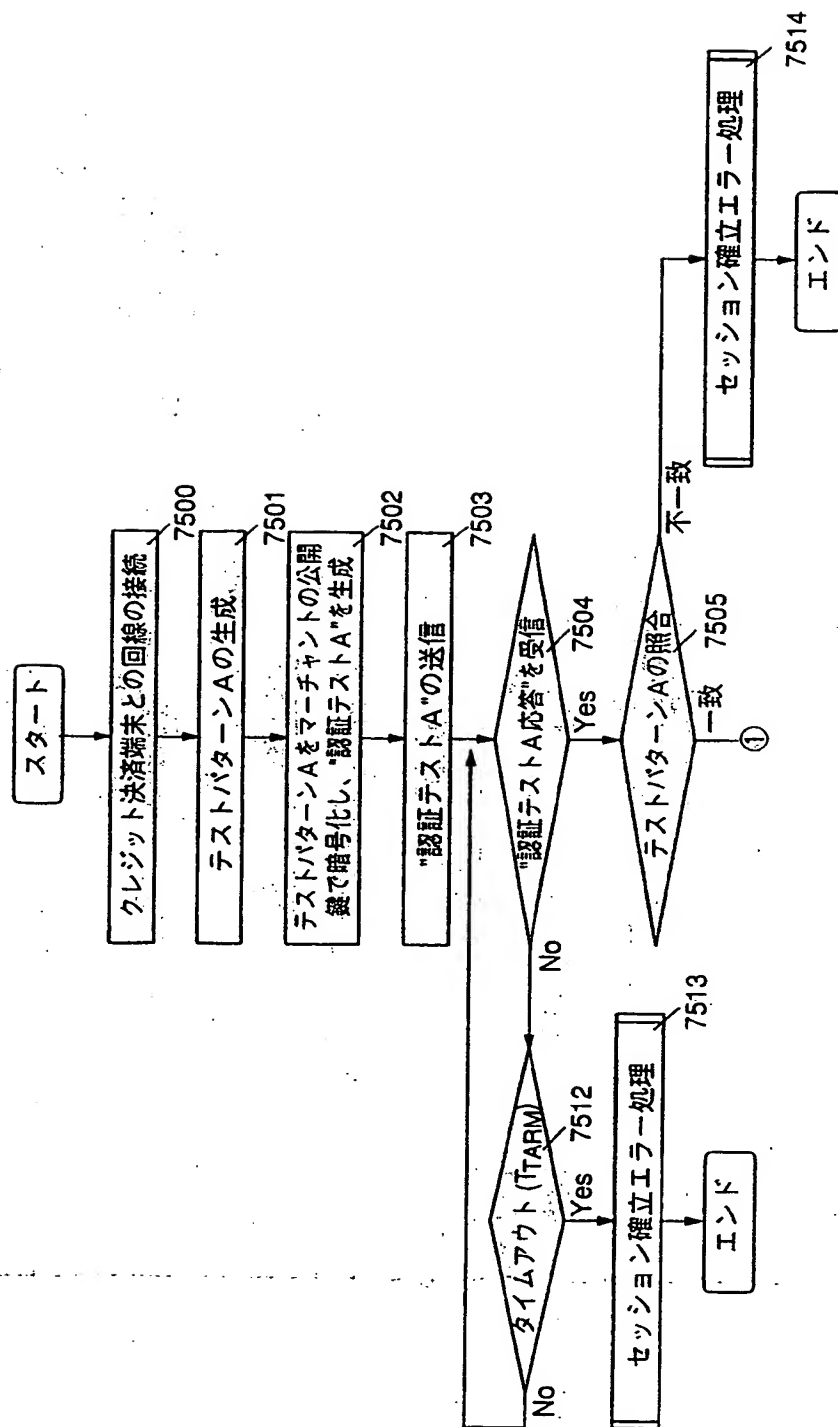 スタート
クレジット決済端末との回線の接続
7500
テストパターンAの生成
7501
テストパターンAをマーチャントの公開
鍵で暗号化し、"認証テストA"を生成
7502
"認証テストA"の送信
7503
"認証テストA応答"を受信
7504
No
Yes
タイムアウト(TTARM)
7512
No
Yes
セッション確立エラー処理
7513
エンド
テストパターンAの照合
7505
不一致
一致
①
セッション確立エラー処理
7514
エンド